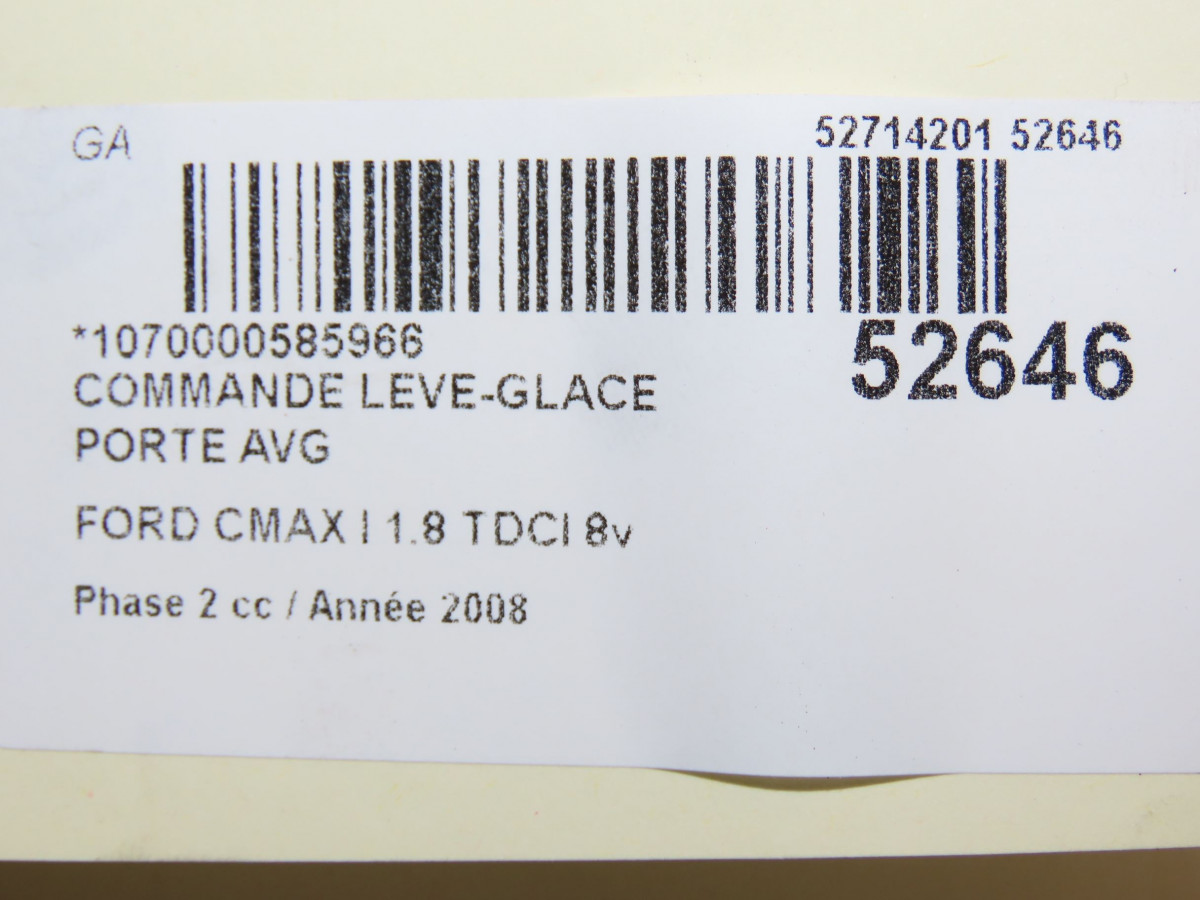 GA
52714201 52646
*1070000585966
52646
COMMANDE LEVE-GLACE
PORTE AVG
FORD CMAX I 1.8 TDCI 8v
Phase 2 cc / Année 2008